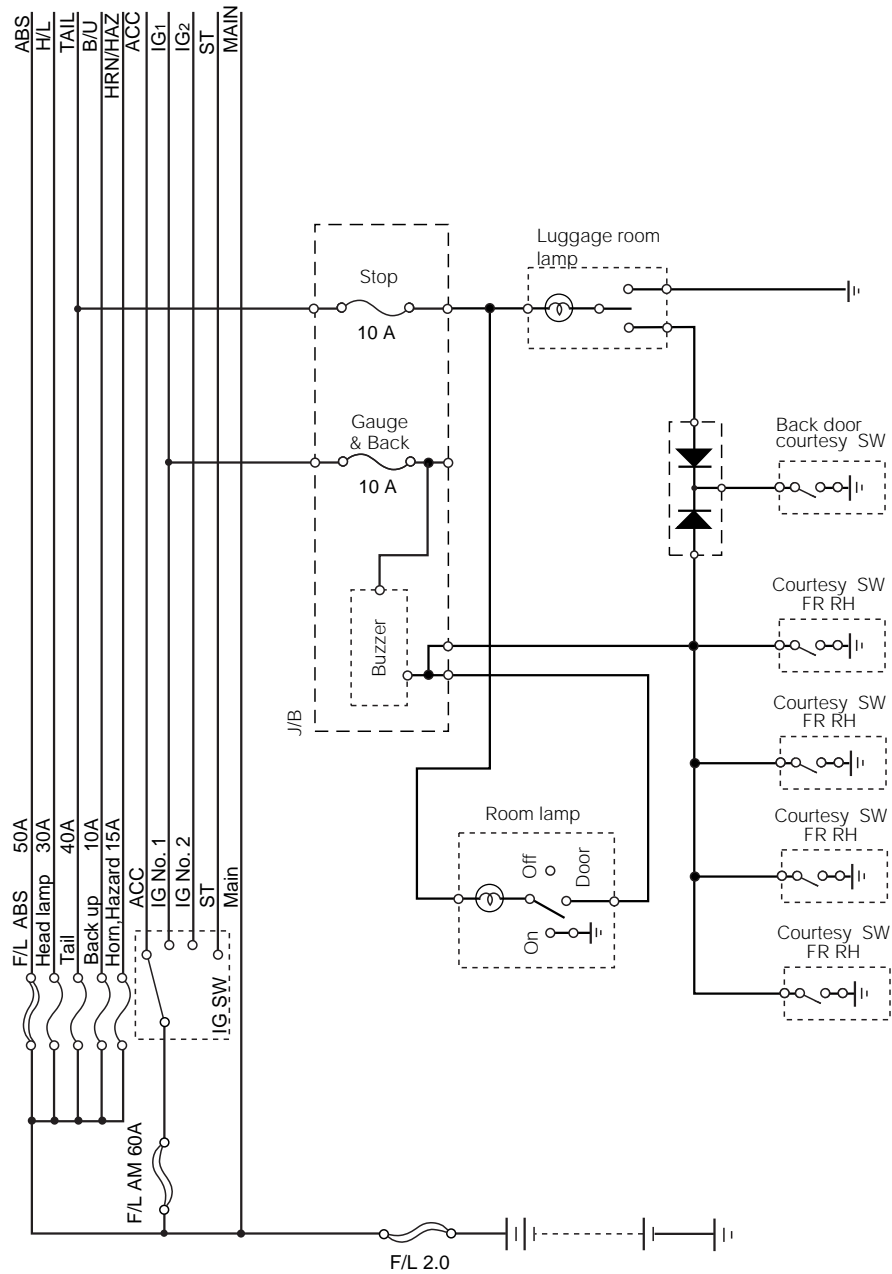 ABS
H/L
TAIL
B/U
HRN/HAZ
ACC
IG1
IG2
ST
MAIN
Luggage room
lamp
Stop
10 A
Gauge
& Back
10 A
Back door
courtesy SW
Courtesy SW
FR RH
Buzzer
J/B
Courtesy SW
FR RH
Room lamp
Off
Door
On
Courtesy SW
FR RH
Courtesy SW
FR RH
F/L ABS 50A
Head lamp 30A
Tail 40A
Back up 10A
Horn,Hazard 15A
ACC
IG No. 1
IG No. 2
ST
Main
IG SW
F/L AM 60A
F/L 2.0